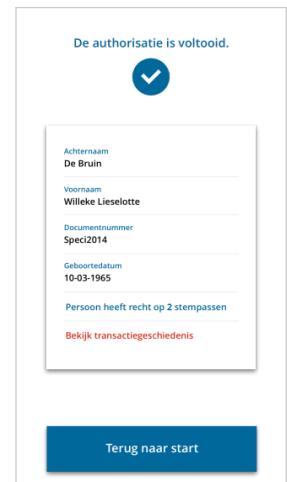 De authorisatie is voltooid.
Achternaam
De Bruin
Voornaam
Willeke Lieselotte
Documentnummer
Speci2014
Geboortedatum
10-03-1965
Persoon heeft recht op 2 stempassen
Bekijk transactiegeschiedenis
Terug naar start